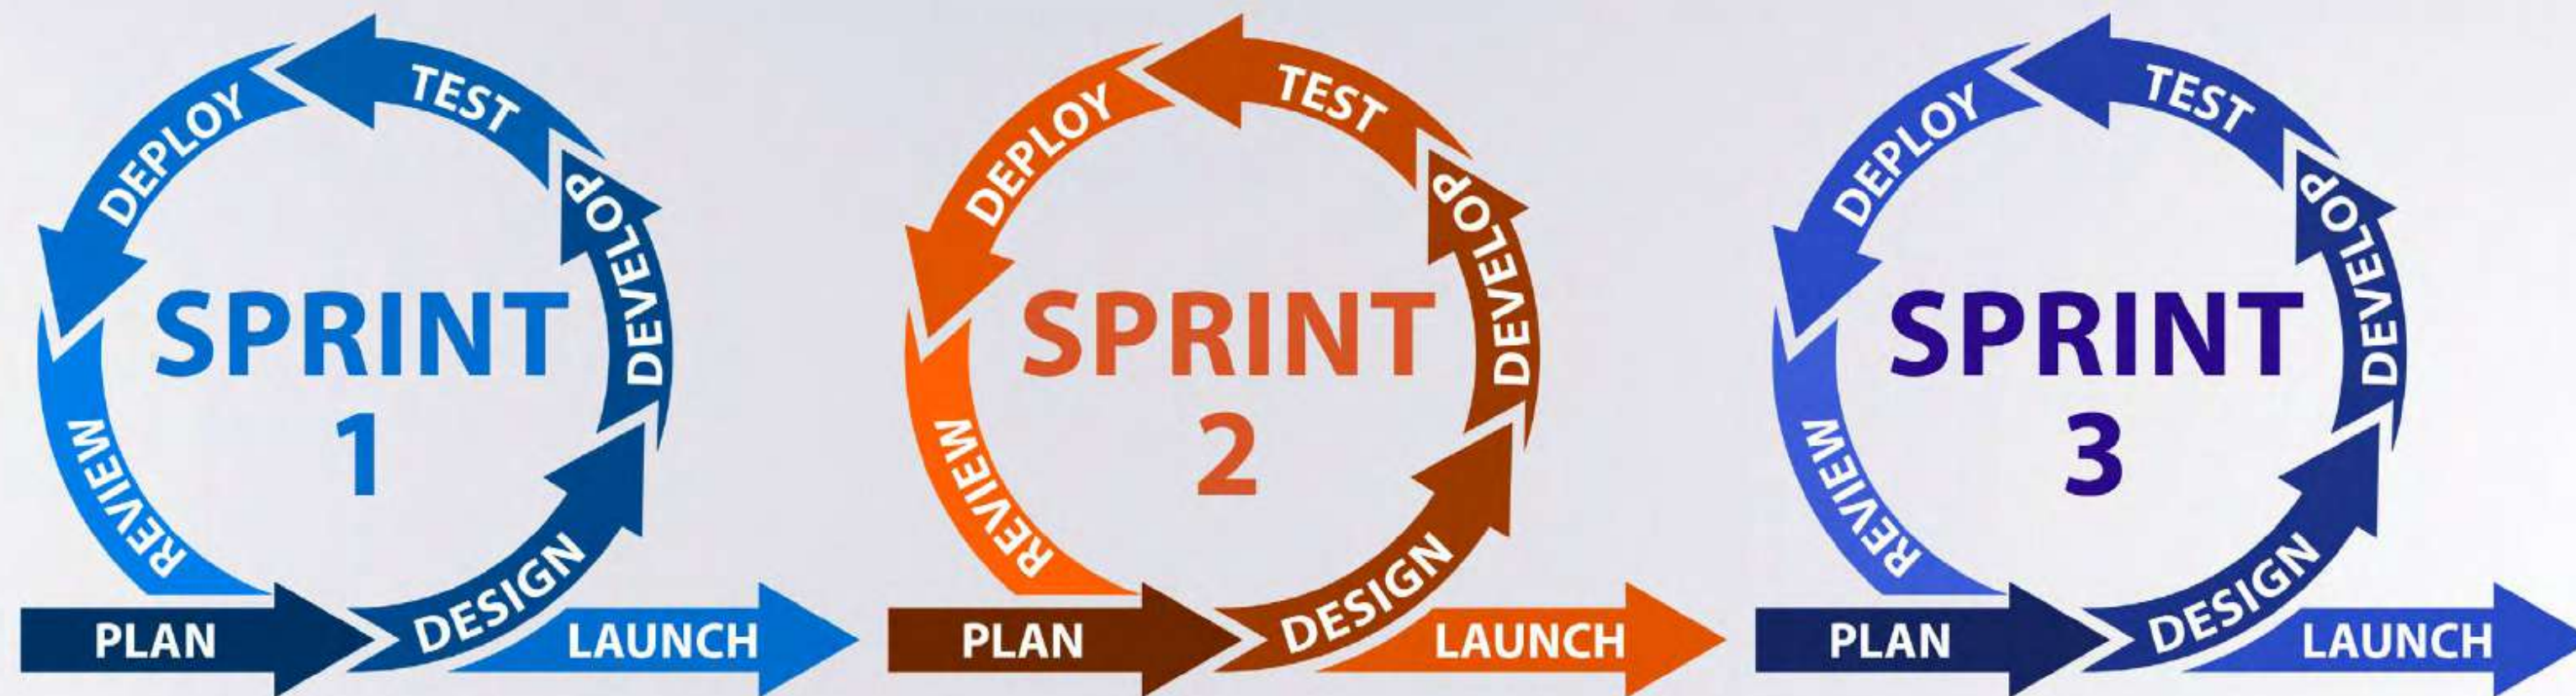 SPRINT
1
PLAN
DESIGN
DEVELOP
TEST
DEPLOY
REVIEW
LAUNCH
SPRINT
2
PLAN
DESIGN
DEVELOP
TEST
DEPLOY
REVIEW
LAUNCH
SPRINT
3
PLAN
DESIGN
DEVELOP
TEST
DEPLOY
REVIEW
LAUNCH